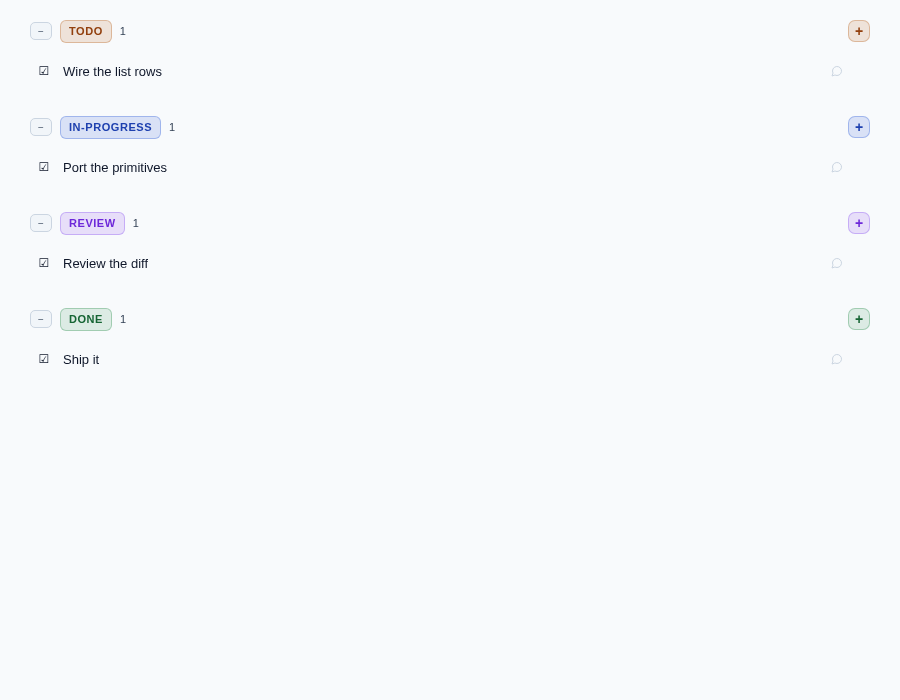 − TODO 1 +
☑ Wire the list rows
− IN-PROGRESS 1 +
☑ Port the primitives
− REVIEW 1 +
☑ Review the diff
− DONE 1 +
☑ Ship it